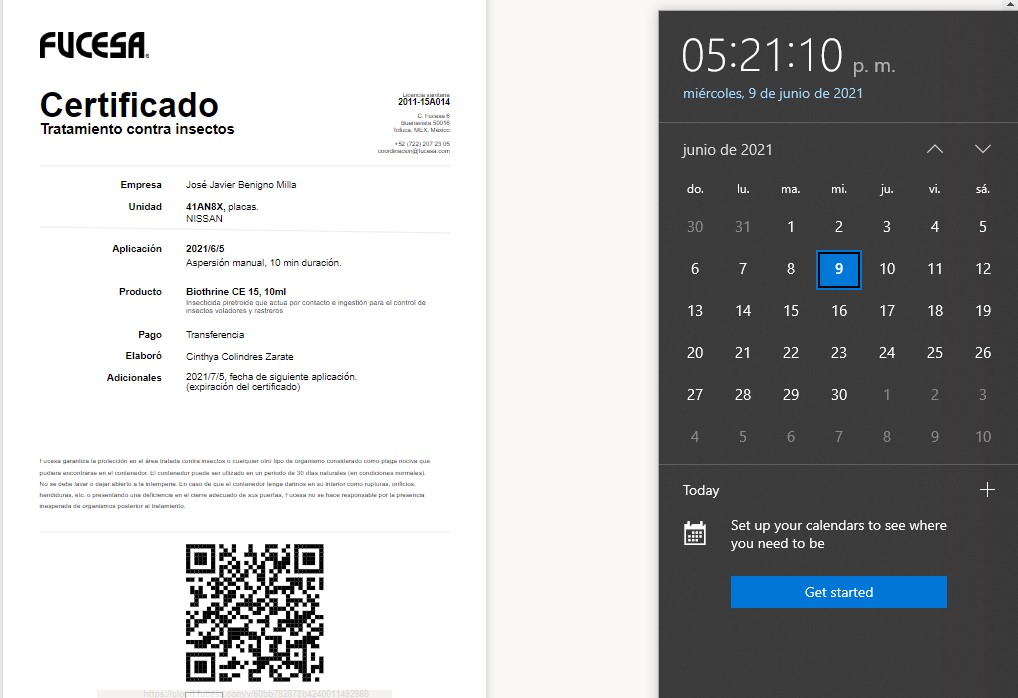 FUCESA
Certificado
Tratamiento contra insectos
Licencia sanitaria
2011-15A014
C. Fucesa 6
Buenavista 50016
Toluca, MEX, México
+52 (722) 207 23 05
coordinacion@fucesa.com
Empresa José Javier Benigno Milla
Unidad 41AN8X, placas.
NISSAN
Aplicación 2021/6/5
Aspersión manual, 10 min duración.
Producto Biothrine CE 15, 10ml
Insecticida piretroide que actua por contacto e ingestión para el control de
insectos voladores y rastreros
Pago Transferencia
Elaboró Cinthya Colindres Zarate
Adicionales 2021/7/5, fecha de siguiente aplicación.
(expiración del certificado)
Fucesa garantiza la protección en el área tratada contra insectos o cualquier otro tipo de organismo considerado como plaga nociva que
pudiera encontrarse en el contenedor. El contenedor puede ser utlizado en un periodo de 30 días naturales (en condiciones normales).
No se debe lavar o dejar abierto a la intemperie. En caso de que el contenedor tenga daños en su interior como rupturas, orificios,
hendiduras, etc. o presentando una deficiencia en el cierre adecuado de sus puertas, Fucesa no se hace responsable por la presencia
inesperada de organismos posterior al tratamiento.
05:21:10 p. m.
miércoles, 9 de junio de 2021
junio de 2021
do. lu. ma. mi. ju. vi. sá.
30 31 1 2 3 4 5
6 7 8 9 10 11 12
13 14 15 16 17 18 19
20 21 22 23 24 25 26
27 28 29 30 1 2 3
4 5 6 7 8 9 10
Today
Set up your calendars to see where
you need to be
Get started